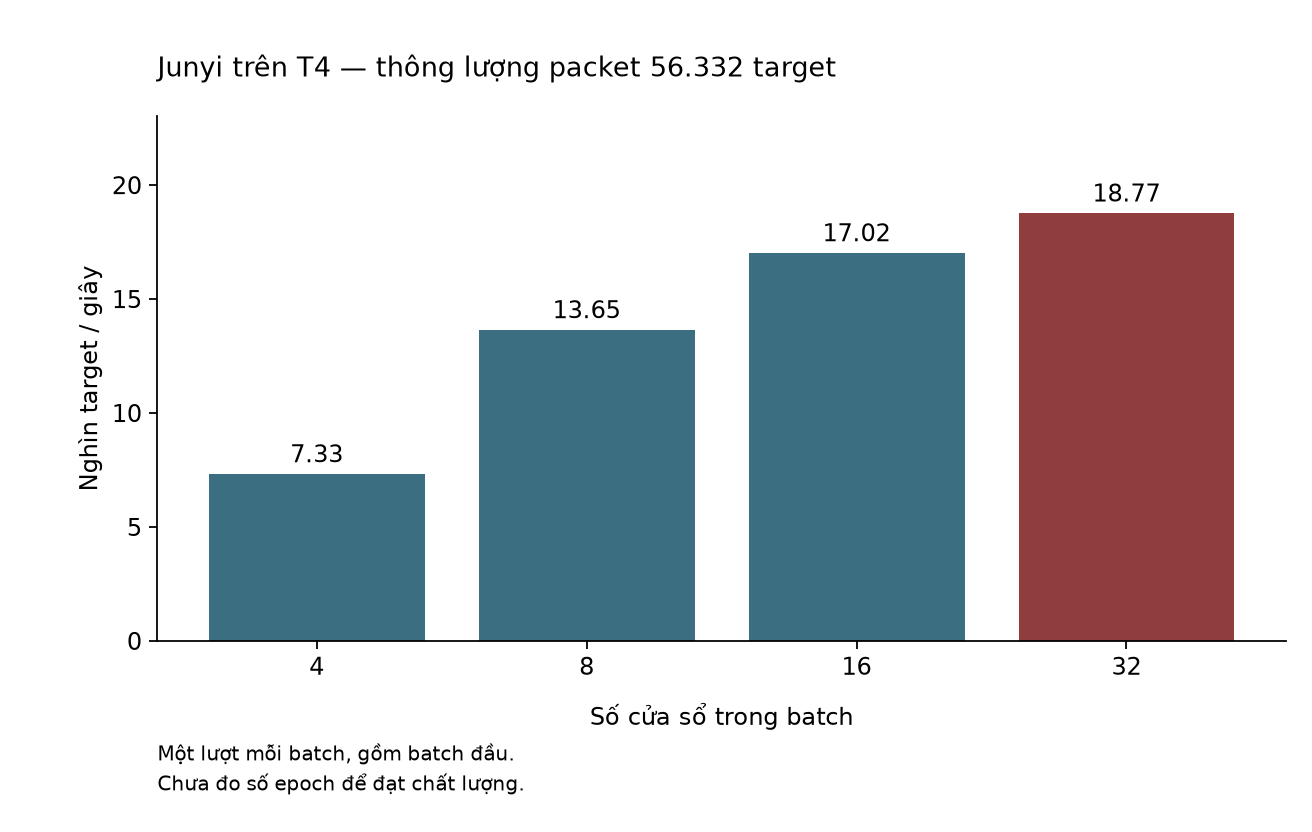 Junyi trên T4 — thông lượng packet 56.332 target
Nghìn target / giây
20
15
10
5
0
7.33
13.65
17.02
18.77
4
8
16
32
Số cửa sổ trong batch
Một lượt mỗi batch, gồm batch đầu.
Chưa đo số epoch để đạt chất lượng.